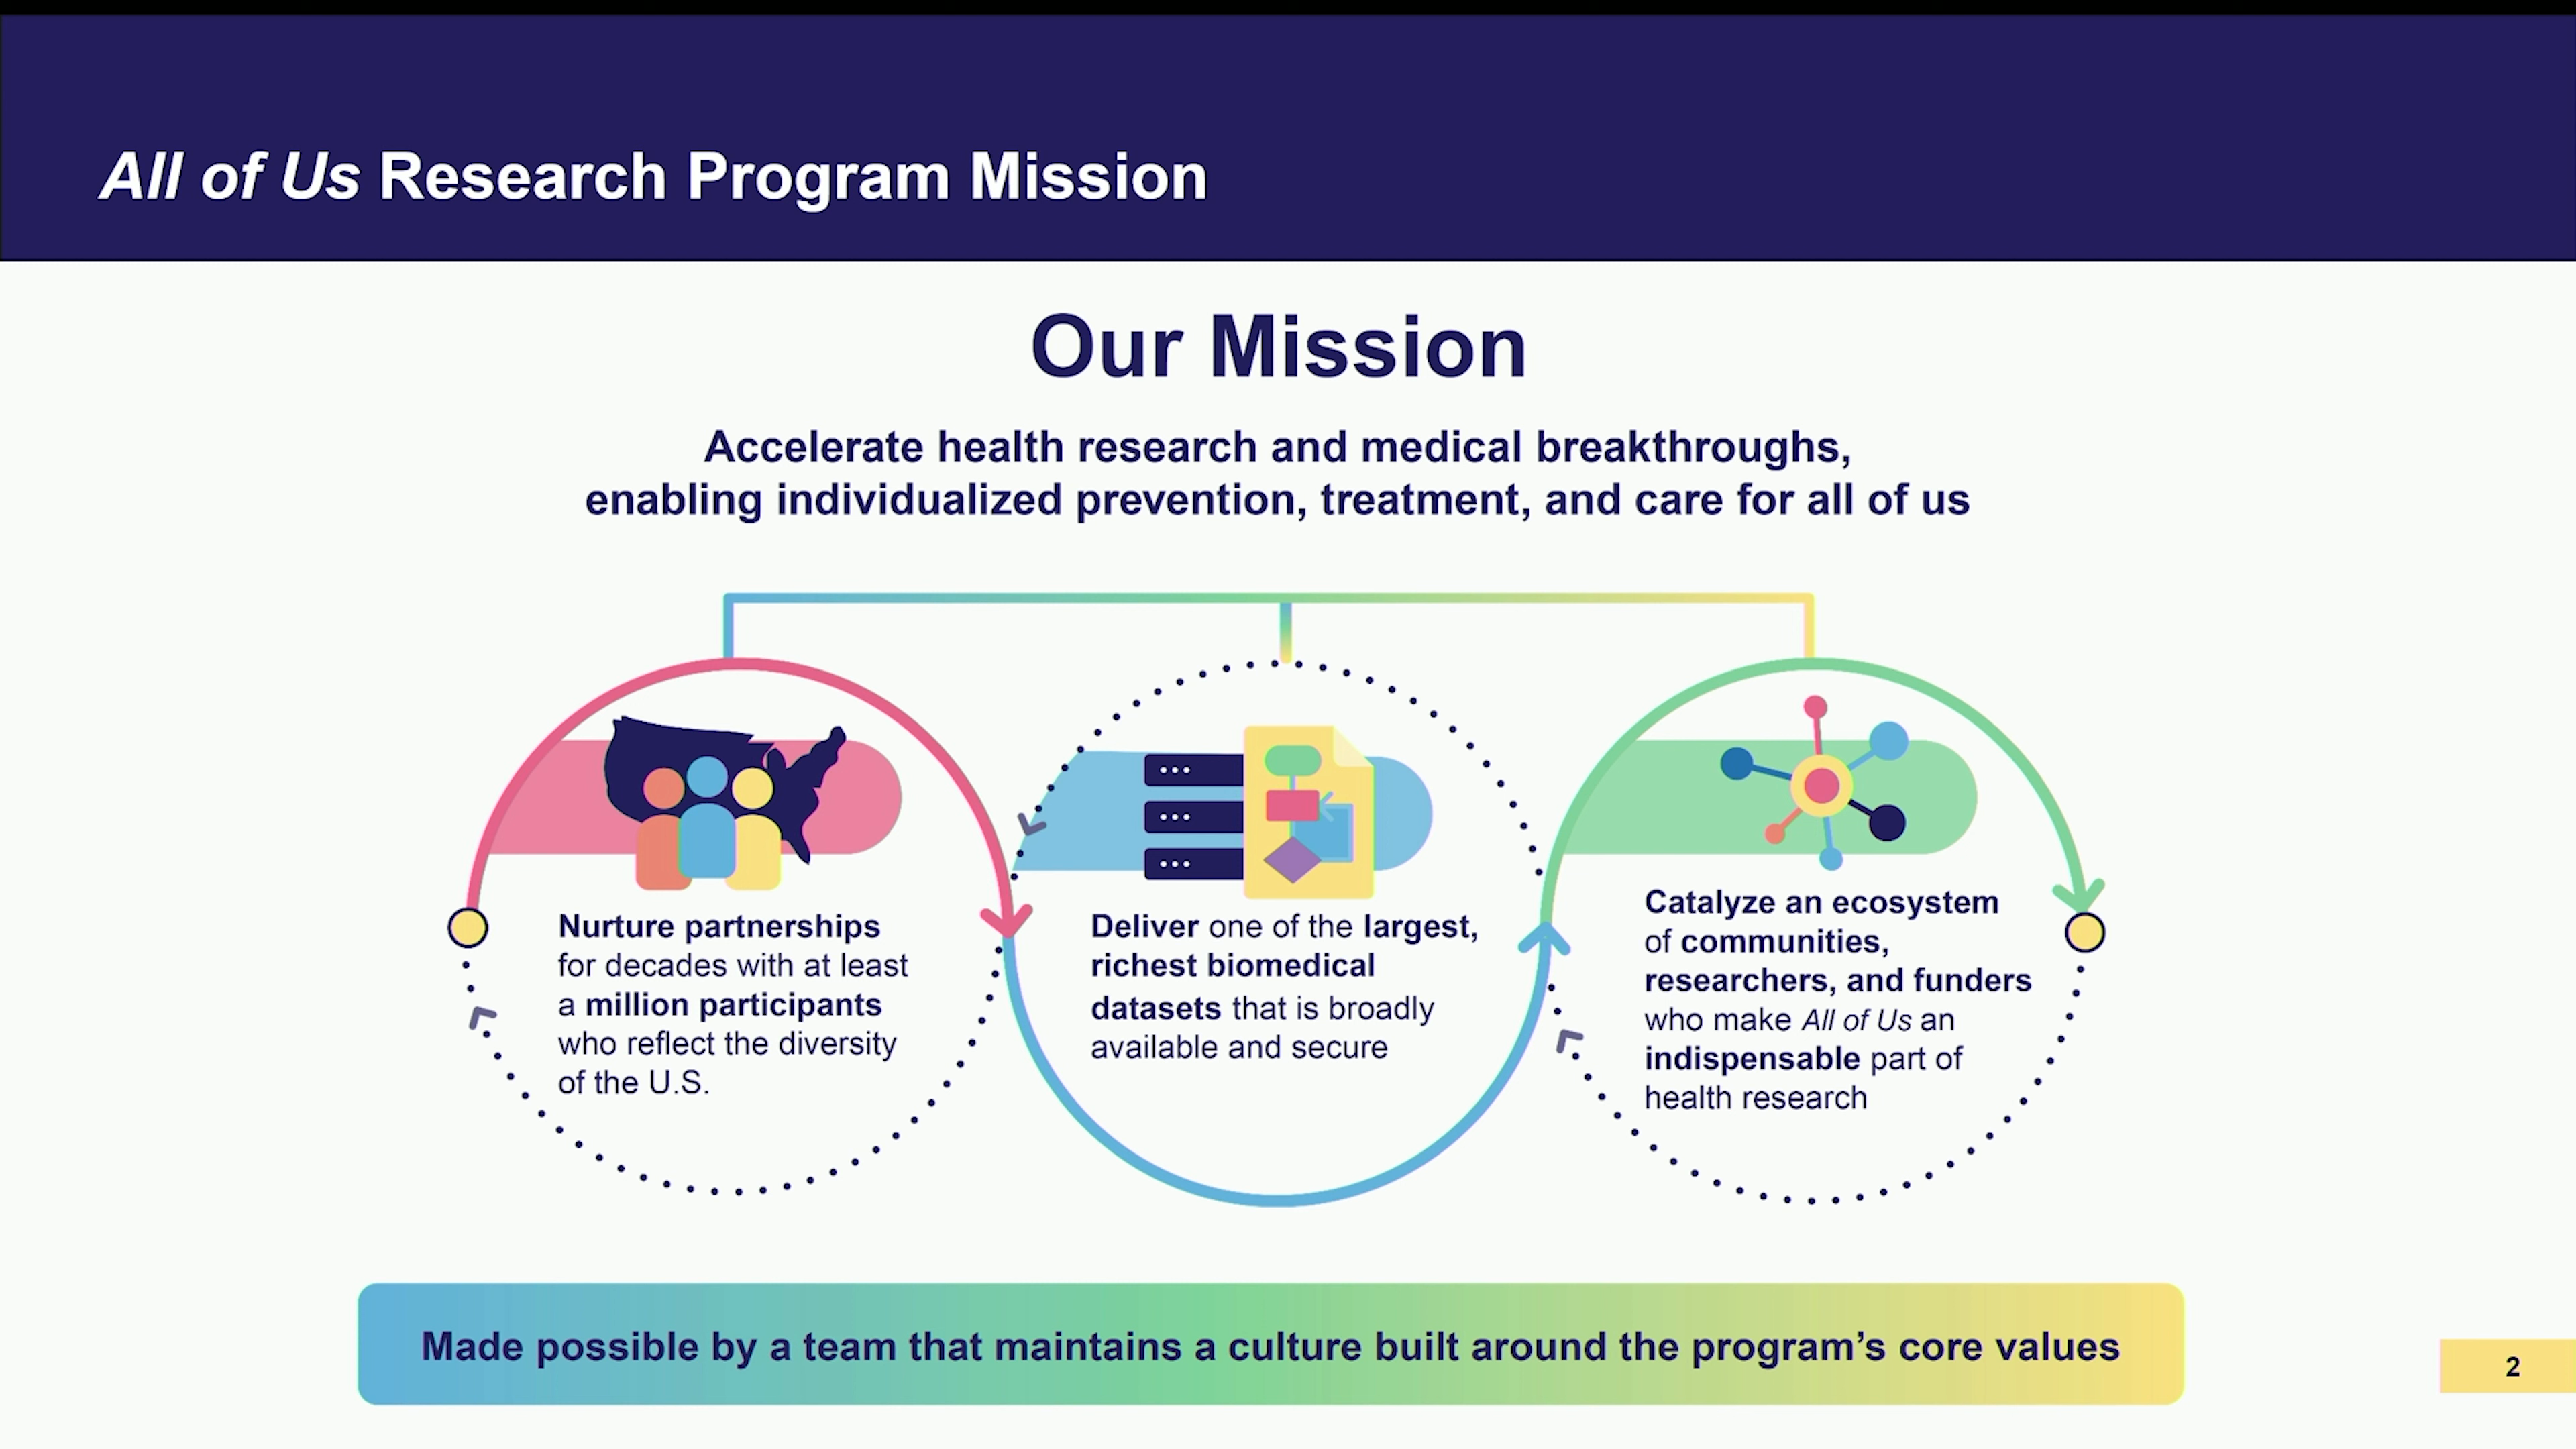 All of Us Research Program Mission
Our Mission
Accelerate health research and medical breakthroughs,
enabling individualized prevention, treatment, and care for all of us
Nurture partnerships
for decades with at least
a million participants
who reflect the diversity
of the U.S.
Deliver one of the largest,
richest biomedical
datasets that is broadly
available and secure
Catalyze an ecosystem
of communities,
researchers, and funders
who make All of Us an
indispensable part of
health research
Made possible by a team that maintains a culture built around the program’s core values
2